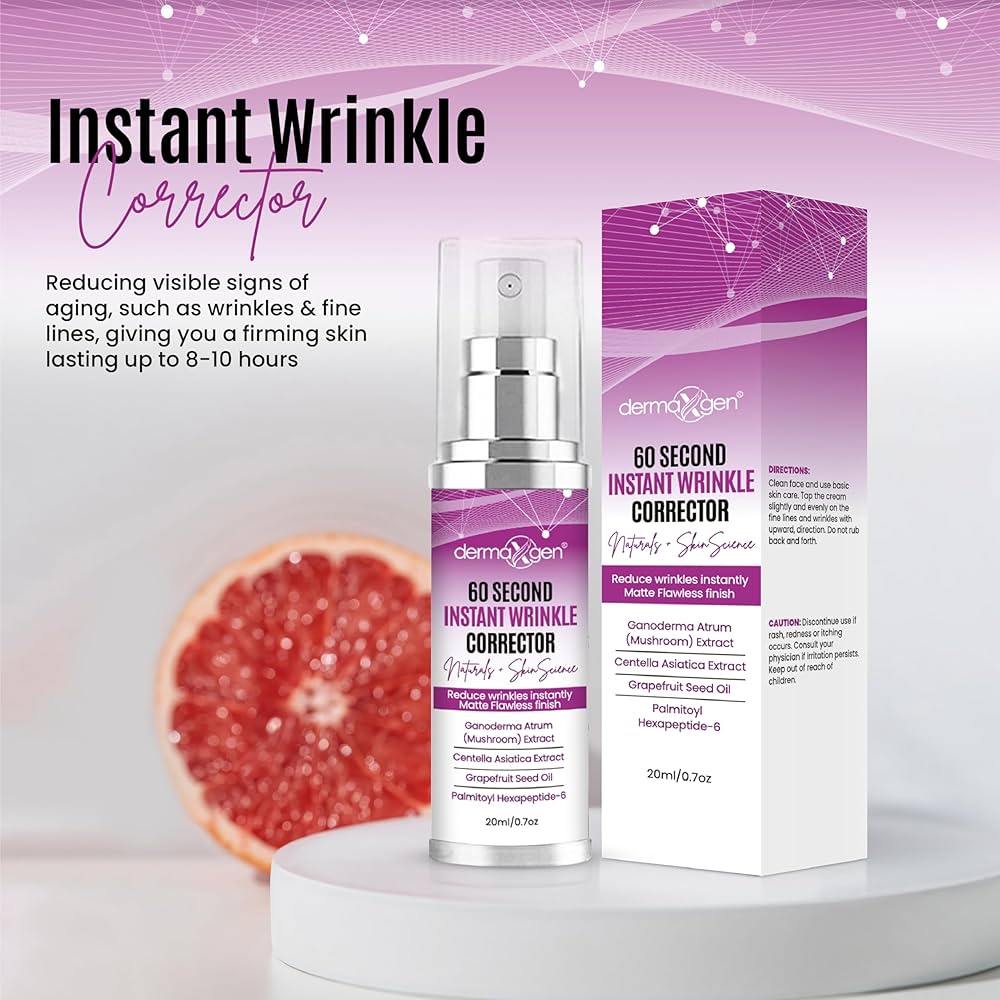 Instant Wrinkle
Corrector
Reducing visible signs of
aging, such as wrinkles & fine
lines, giving you a firming skin
lasting up to 8-10 hours
dermaXgen®
60 SECOND
INSTANT WRINKLE
CORRECTOR
Naturals + SkinScience
Reduce wrinkles instantly
Matte Flawless finish
Ganoderma Atrum
(Mushroom) Extract
Centella Asiatica Extract
Grapefruit Seed Oil
Palmitoyl Hexapeptide-6
20ml/0.7oz
dermaXgen®
60 SECOND
INSTANT WRINKLE
CORRECTOR
Naturals + SkinScience
Reduce wrinkles instantly
Matte Flawless finish
Ganoderma Atrum
(Mushroom) Extract
Centella Asiatica Extract
Grapefruit Seed Oil
Palmitoyl
Hexapeptide-6
20ml/0.7oz
DIRECTIONS:
Clean face and use basic
skin care. Tap the cream
slightly and evenly on the
fine lines and wrinkles with
upward, direction. Do not rub
back and forth.
CAUTION: Discontinue use if
rash, redness or itching
occurs. Consult your
physician if irritation persists.
Keep out of reach of
children.